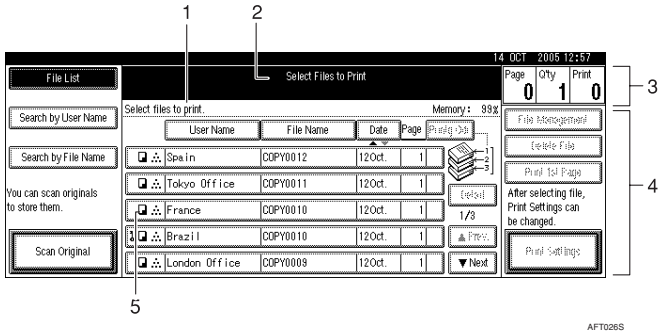 1
2
14 OCT 2005 12:57
File List
Select Files to Print
Page Q'ty Print
0 1 0
3
Select files to print.
Memory: 99%
Search by User Name
User Name File Name Date Page Printg Odr
File Management
Delete File
Search by File Name
Spain COPY0012 12Oct. 1
1
2
3
Print 1st Page
Tokyo Office COPY0011 12Oct. 1
Detail
You can scan originals
to store them.
France COPY0010 12Oct. 1
1/3
After selecting file,
Print Settings can
be changed.
4
Brazil COPY0010 12Oct. 1
▲ Prev.
Scan Original
London Office COPY0009 12Oct. 1
▼ Next
Print Settings
5
AFT026S